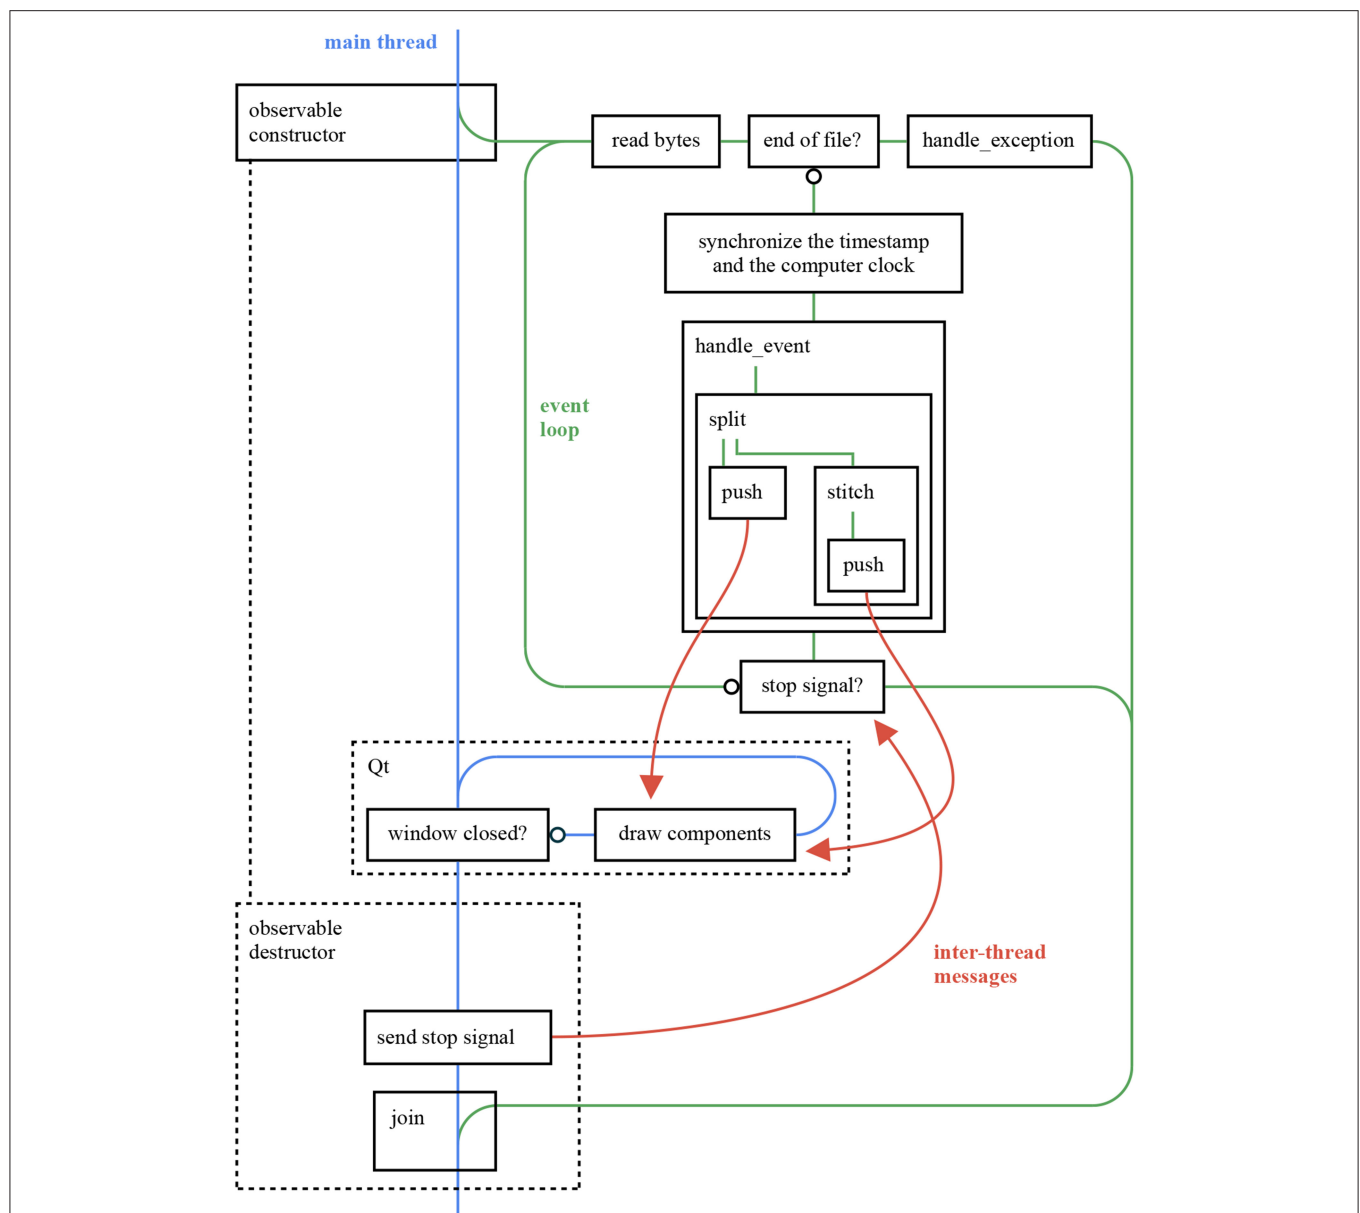 main thread
observable
constructor
read bytes
end of file?
handle_exception
synchronize the timestamp
and the computer clock
handle_event
event
loop
split
push
stitch
push
stop signal?
Qt
window closed?
draw components
observable
destructor
inter-thread
messages
send stop signal
join